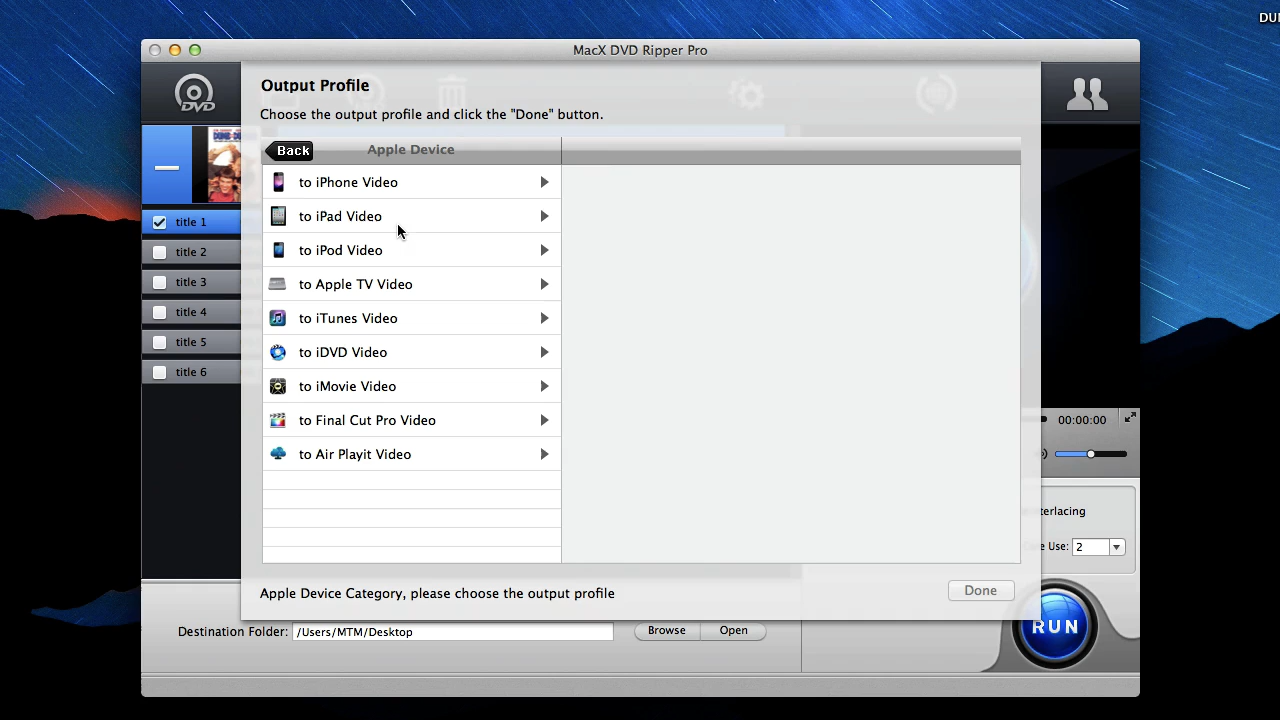 DU
MacX DVD Ripper Pro
DVD
Output Profile
Choose the output profile and click the "Done" button.
Back
Apple Device
to iPhone Video
to iPad Video
to iPod Video
to Apple TV Video
to iTunes Video
to iDVD Video
to iMovie Video
to Final Cut Pro Video
to Air Playit Video
title 1
title 2
title 3
title 4
title 5
title 6
00:00:00
terlacing
e Use: 2
Apple Device Category, please choose the output profile
Done
Destination Folder: /Users/MTM/Desktop
Browse
Open
RUN